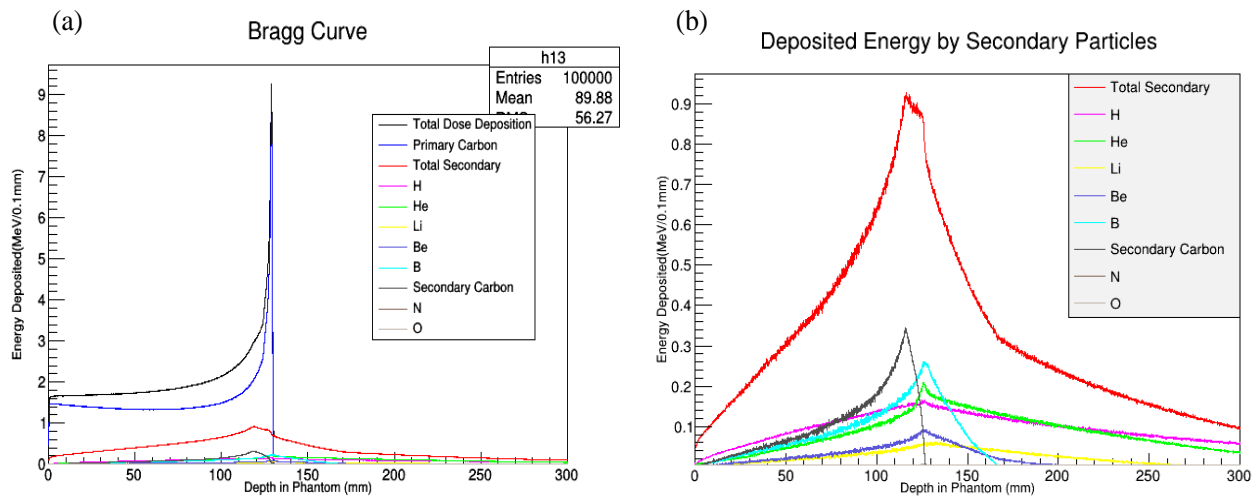 (a)
Bragg Curve
h13
Entries 100000
Mean 89.88
56.27
Total Dose Deposition
Primary Carbon
Total Secondary
H
He
Li
Be
B
Secondary Carbon
N
O
Energy Deposited(MeV/0.1mm)
9
8
7
6
5
4
3
2
1
0
0 50 100 150 200 250 300
Depth in Phantom (mm)
(b)
Deposited Energy by Secondary Particles
Total Secondary
H
He
Li
Be
B
Secondary Carbon
N
O
Energy Deposited(MeV/0.1mm)
0.9
0.8
0.7
0.6
0.5
0.4
0.3
0.2
0.1
0 50 100 150 200 250 300
Depth in Phantom (mm)